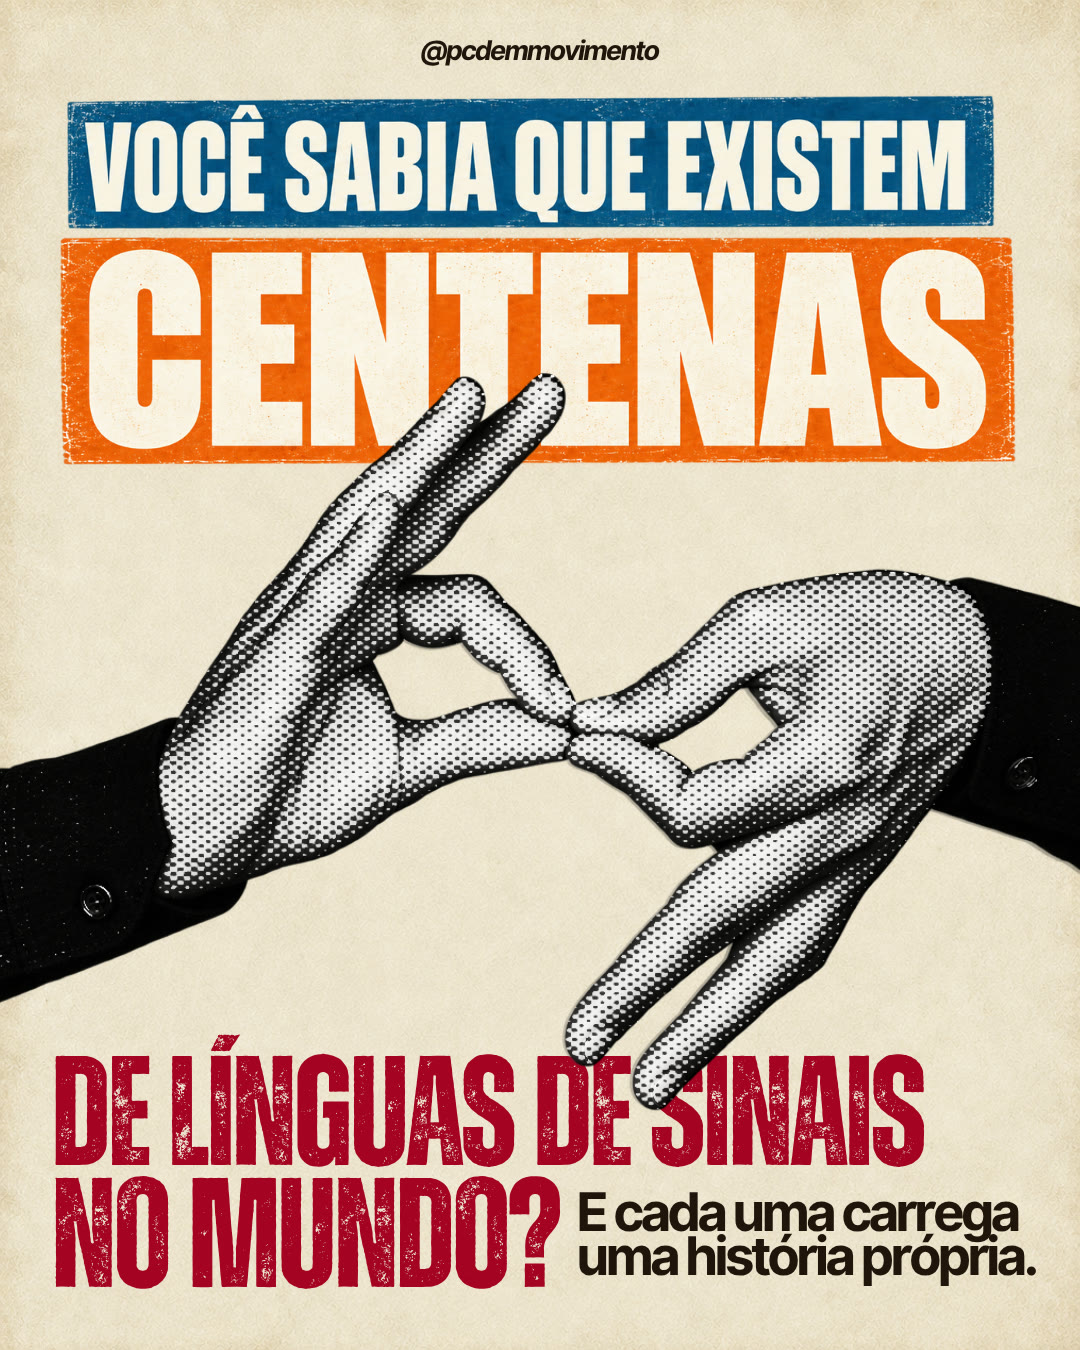 @pcdemmovimento
VOCÊ SABIA QUE EXISTEM
CENTENAS
DE LÍNGUAS DE SINAIS
NO MUNDO?
E cada uma carrega
uma história própria.